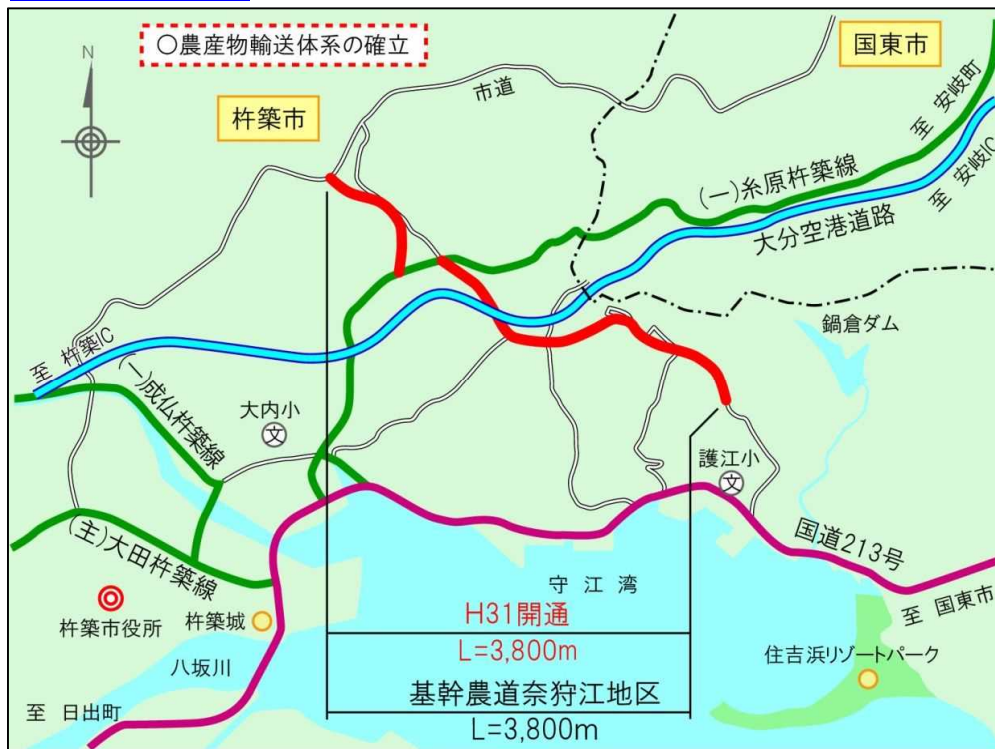 ○農産物輸送体系の確立
国東市
N
市道
杵築市
至 安岐町
至 安岐IC
(一)糸原杵築線
大分空港道路
鍋倉ダム
至 杵築IC
(一)成仏杵築線
大内小
文
護江小
文
国道213号
(主)大田杵築線
守江湾
至 国東市
H31開通
杵築市役所
杵築城
L=3,800m
住吉浜リゾートパーク
八坂川
基幹農道奈狩江地区
至 日出町
L=3,800m